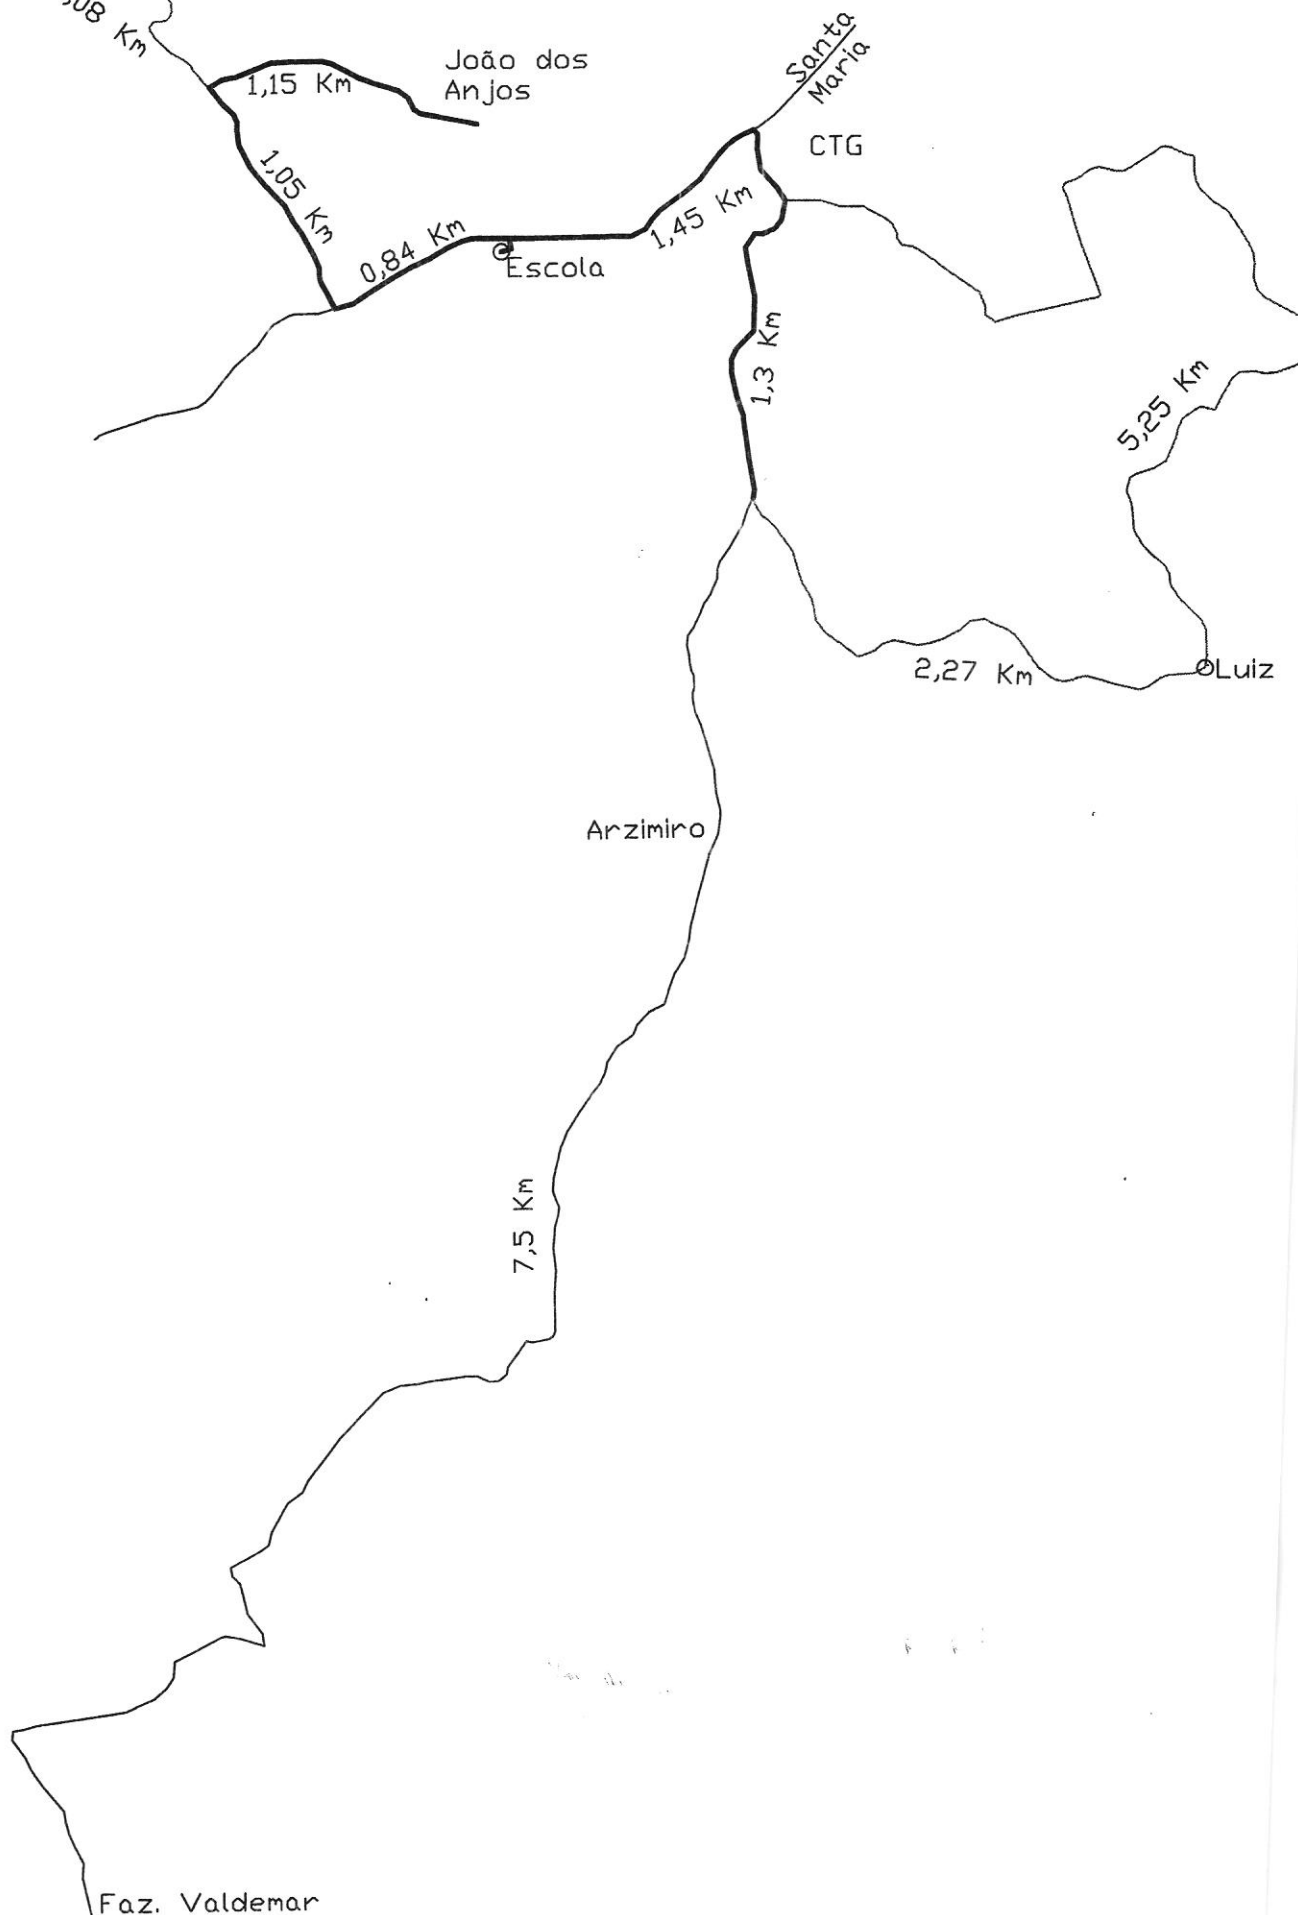 Km
João dos
Anjos
1,15 Km
Santa
Maria
CTG
1,05 Km
1,45 Km
0,84 Km
Escola
1,3 Km
5,25 Km
2,27 Km
Luiz
Arzimiro
7,5 Km
Faz. Valdemar